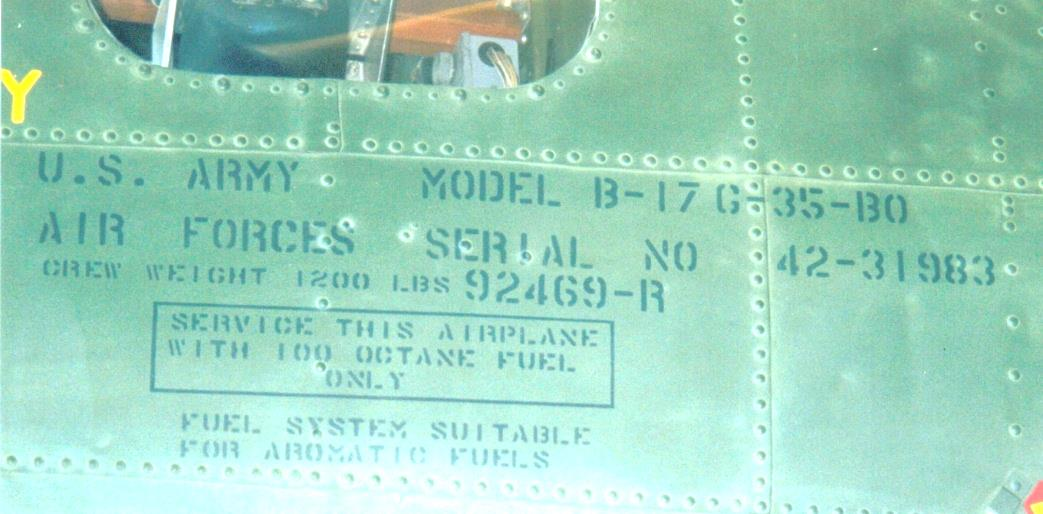 Y
U.S. ARMY MODEL B-17G-35-BO
AIR FORCES SERIAL NO 42-31983
CREW WEIGHT 1200 LBS 92469-R
SERVICE THIS AIRPLANE
WITH 100 OCTANE FUEL
ONLY
FUEL SYSTEM SUITABLE
FOR AROMATIC FUELS